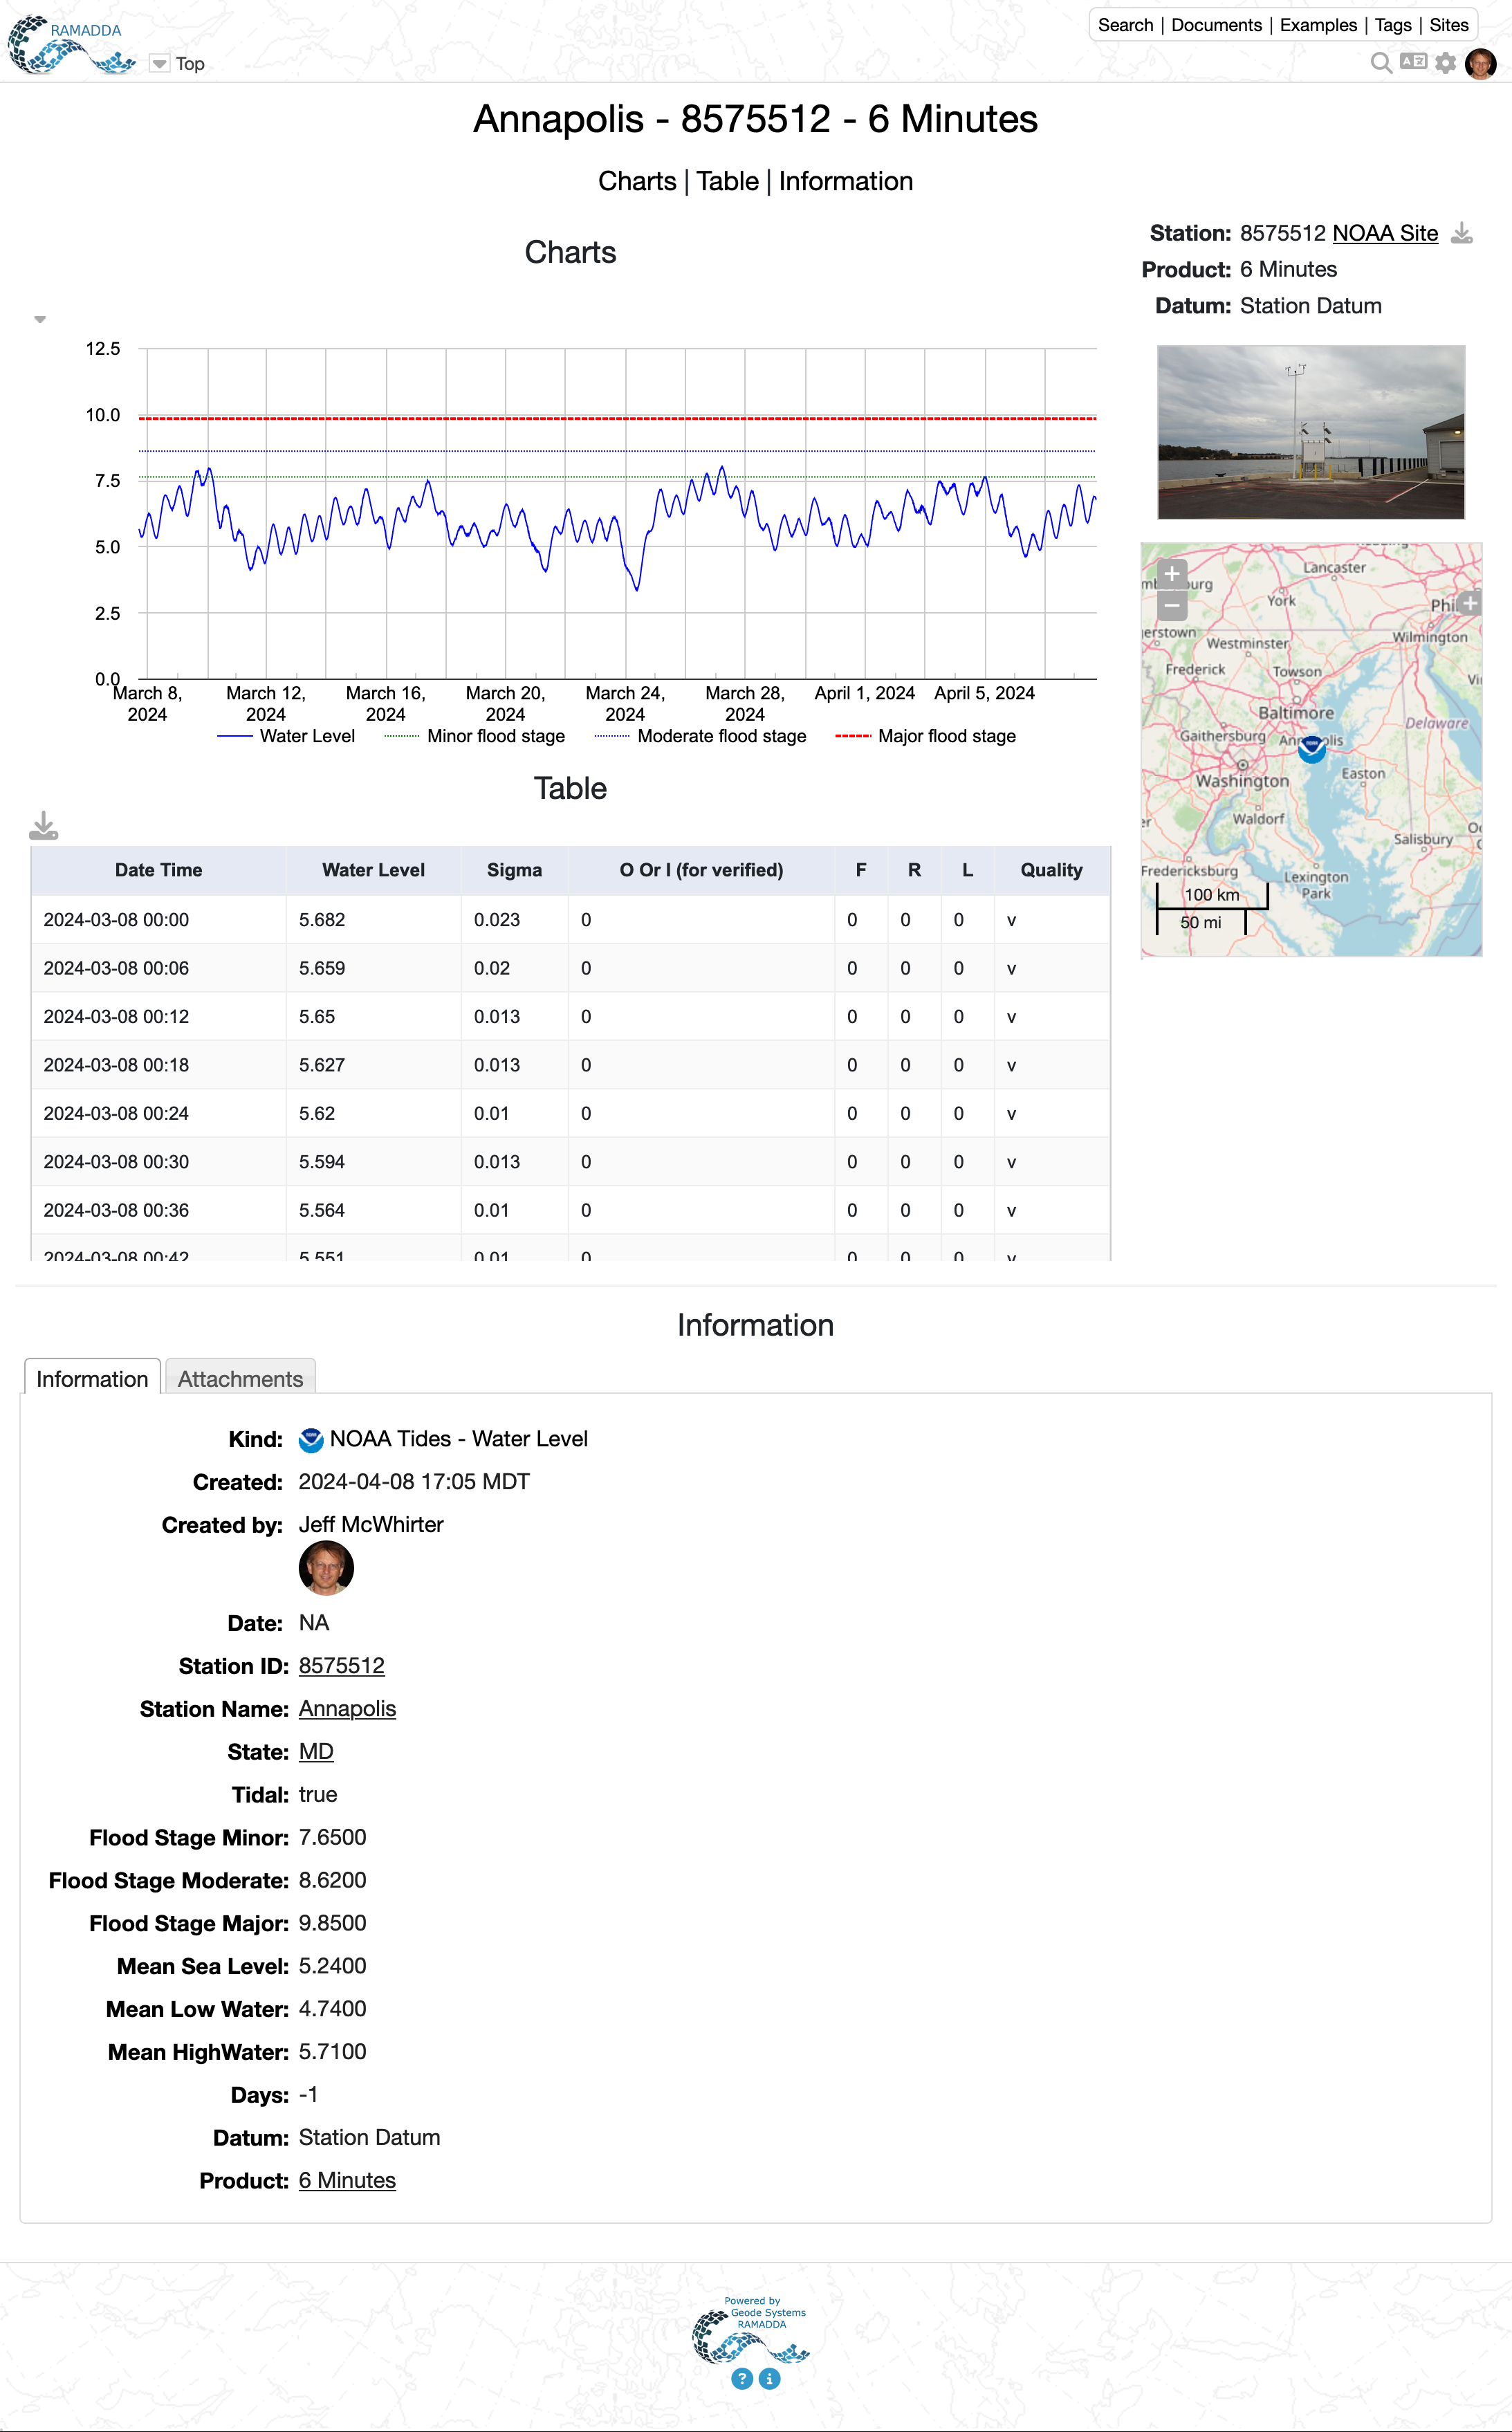 RAMADDA
Search | Documents | Examples | Tags | Sites
Top
Annapolis - 8575512 - 6 Minutes
Charts | Table | Information
Charts
Station: 8575512 NOAA Site
Product: 6 Minutes
Datum: Station Datum
12.5
10.0
7.5
5.0
2.5
0.0
March 8, 2024
March 12, 2024
March 16, 2024
March 20, 2024
March 24, 2024
March 28, 2024
April 1, 2024
April 5, 2024
Water Level
Minor flood stage
Moderate flood stage
Major flood stage
Lancaster
York
Wilmington
Westminster
Frederick
Towson
Baltimore
Delaware
Gaithersburg
Washington
Easton
Waldorf
Salisbury
Fredericksburg
Lexington Park
100 km
50 mi
Table
Date Time Water Level Sigma O Or I (for verified) F R L Quality
2024-03-08 00:00 5.682 0.023 0 0 0 0 v
2024-03-08 00:06 5.659 0.02 0 0 0 0 v
2024-03-08 00:12 5.65 0.013 0 0 0 0 v
2024-03-08 00:18 5.627 0.013 0 0 0 0 v
2024-03-08 00:24 5.62 0.01 0 0 0 0 v
2024-03-08 00:30 5.594 0.013 0 0 0 0 v
2024-03-08 00:36 5.564 0.01 0 0 0 0 v
2024-03-08 00:42 5.551 0.01 0 0 0 0 v
Information
Information
Attachments
Kind: NOAA Tides - Water Level
Created: 2024-04-08 17:05 MDT
Created by: Jeff McWhirter
Date: NA
Station ID: 8575512
Station Name: Annapolis
State: MD
Tidal: true
Flood Stage Minor: 7.6500
Flood Stage Moderate: 8.6200
Flood Stage Major: 9.8500
Mean Sea Level: 5.2400
Mean Low Water: 4.7400
Mean HighWater: 5.7100
Days: -1
Datum: Station Datum
Product: 6 Minutes
Powered by
Geode Systems
RAMADDA